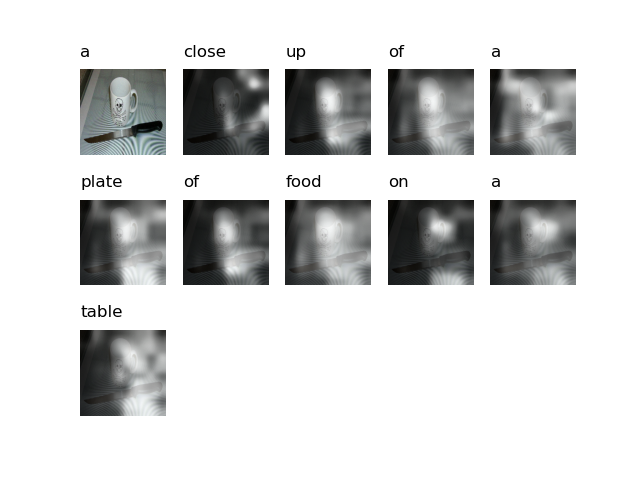 a close up of a
plate of food on a
table